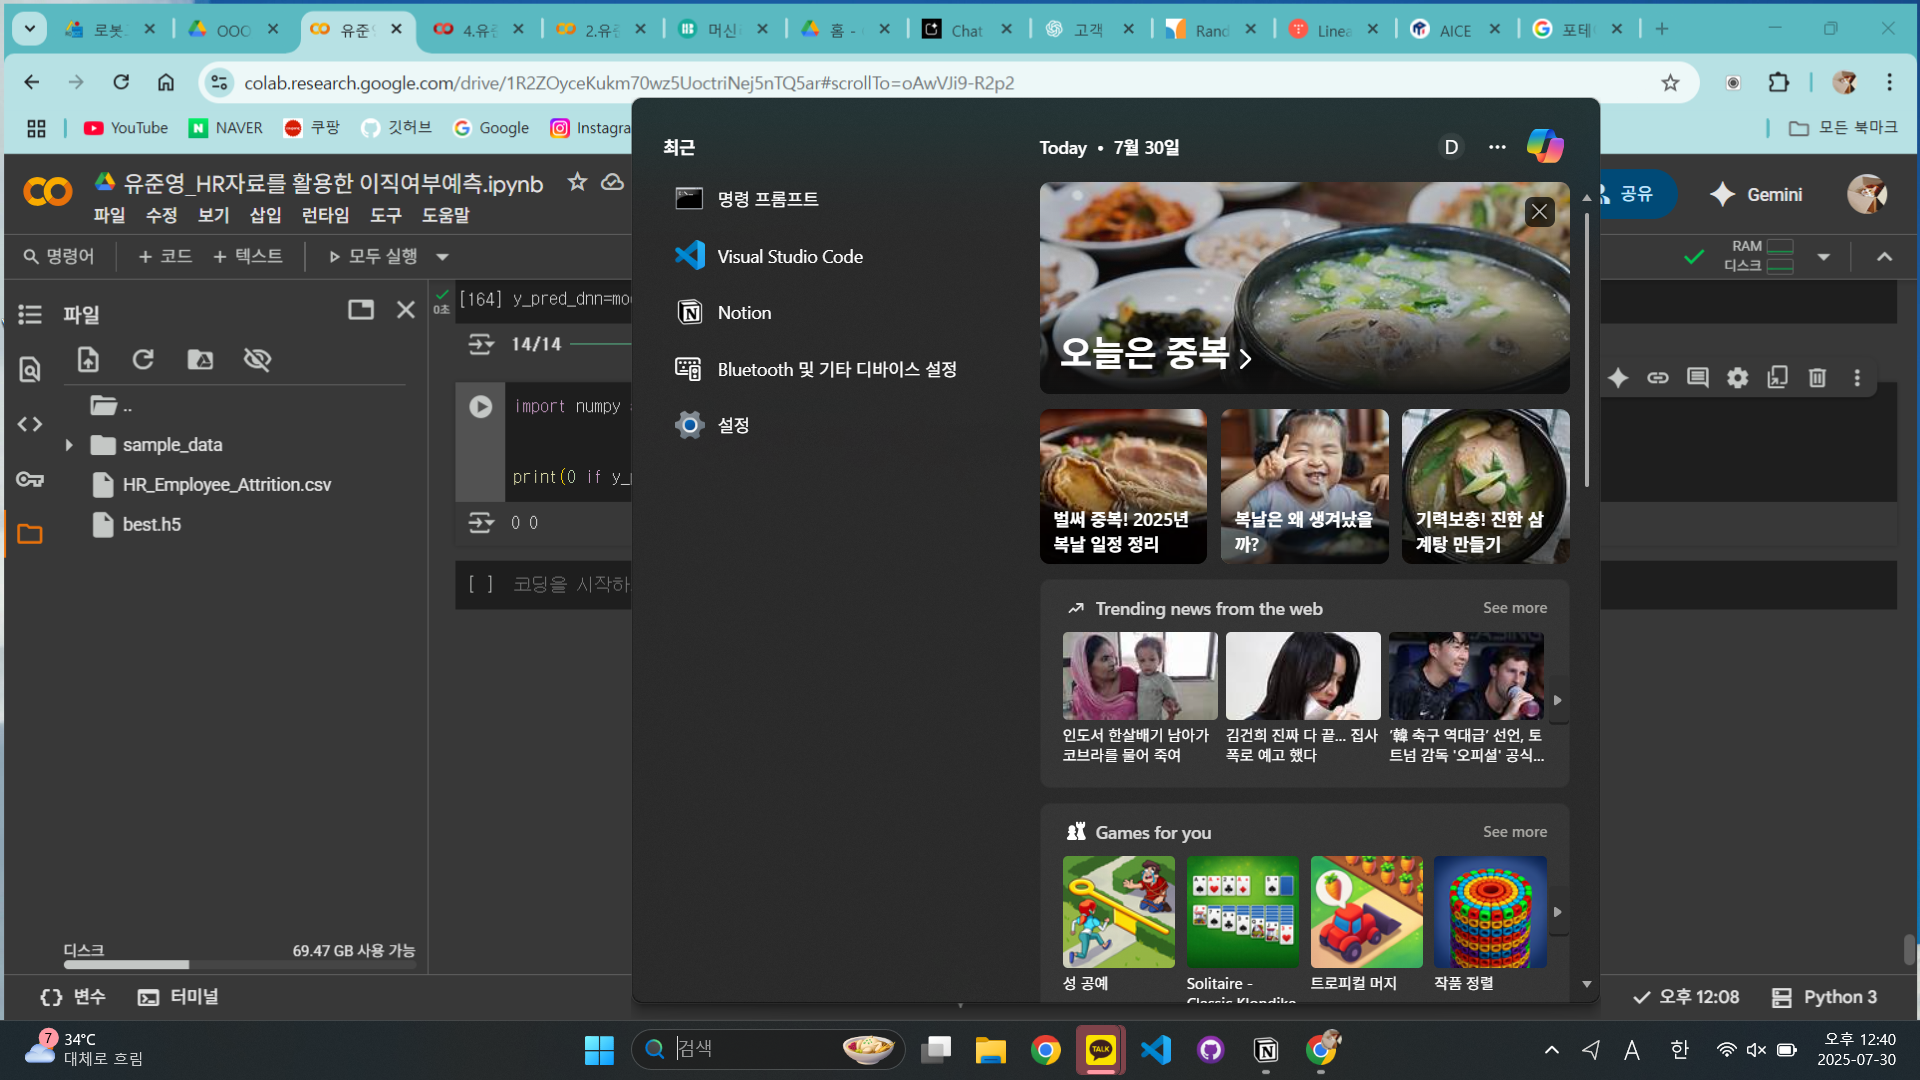 로봇
OOO
유준영
4.유준
2.유준
머신
홈 -
Chat
고객
Rand
Linea
AICE
포테
colab.research.google.com/drive/1R2ZOyceKukm70wz5UoctriNej5nTQ5ar#scrollTo=oAwVJi9-R2p2
YouTube
NAVER
쿠팡
깃허브
Google
Instagra
모든 북마크
유준영_HR자료를 활용한 이직여부예측.ipynb
파일 수정 보기 삽입 런타임 도구 도움말
공유
Gemini
명령어
+ 코드 + 텍스트
모두 실행
RAM
디스크
파일
..
sample_data
HR_Employee_Attrition.csv
best.h5
디스크
69.47 GB 사용 가능
0초
[164] y_pred_dnn=mo
14/14
import numpy
print(0 if y_
0 0
[ ] 코딩을 시작하
최근
명령 프롬프트
Visual Studio Code
Notion
Bluetooth 및 기타 디바이스 설정
설정
Today • 7월 30일
D
오늘은 중복
벌써 중복! 2025년
복날 일정 정리
복날은 왜 생겨났을
까?
기력보충! 진한 삼
계탕 만들기
Trending news from the web
See more
인도서 한살배기 남아가
코브라를 물어 죽여
김건희 진짜 다 끝... 집사
폭로 예고 했다
‘韓 축구 역대급’ 선언, 토
트넘 감독 '오피셜' 공식...
Games for you
See more
성 공예
Solitaire -
Classic Klondike
트로피컬 머지
작품 정렬
변수
터미널
오후 12:08
Python 3
7
34°C
대체로 흐림
검색
TALK
A
한
오후 12:40
2025-07-30